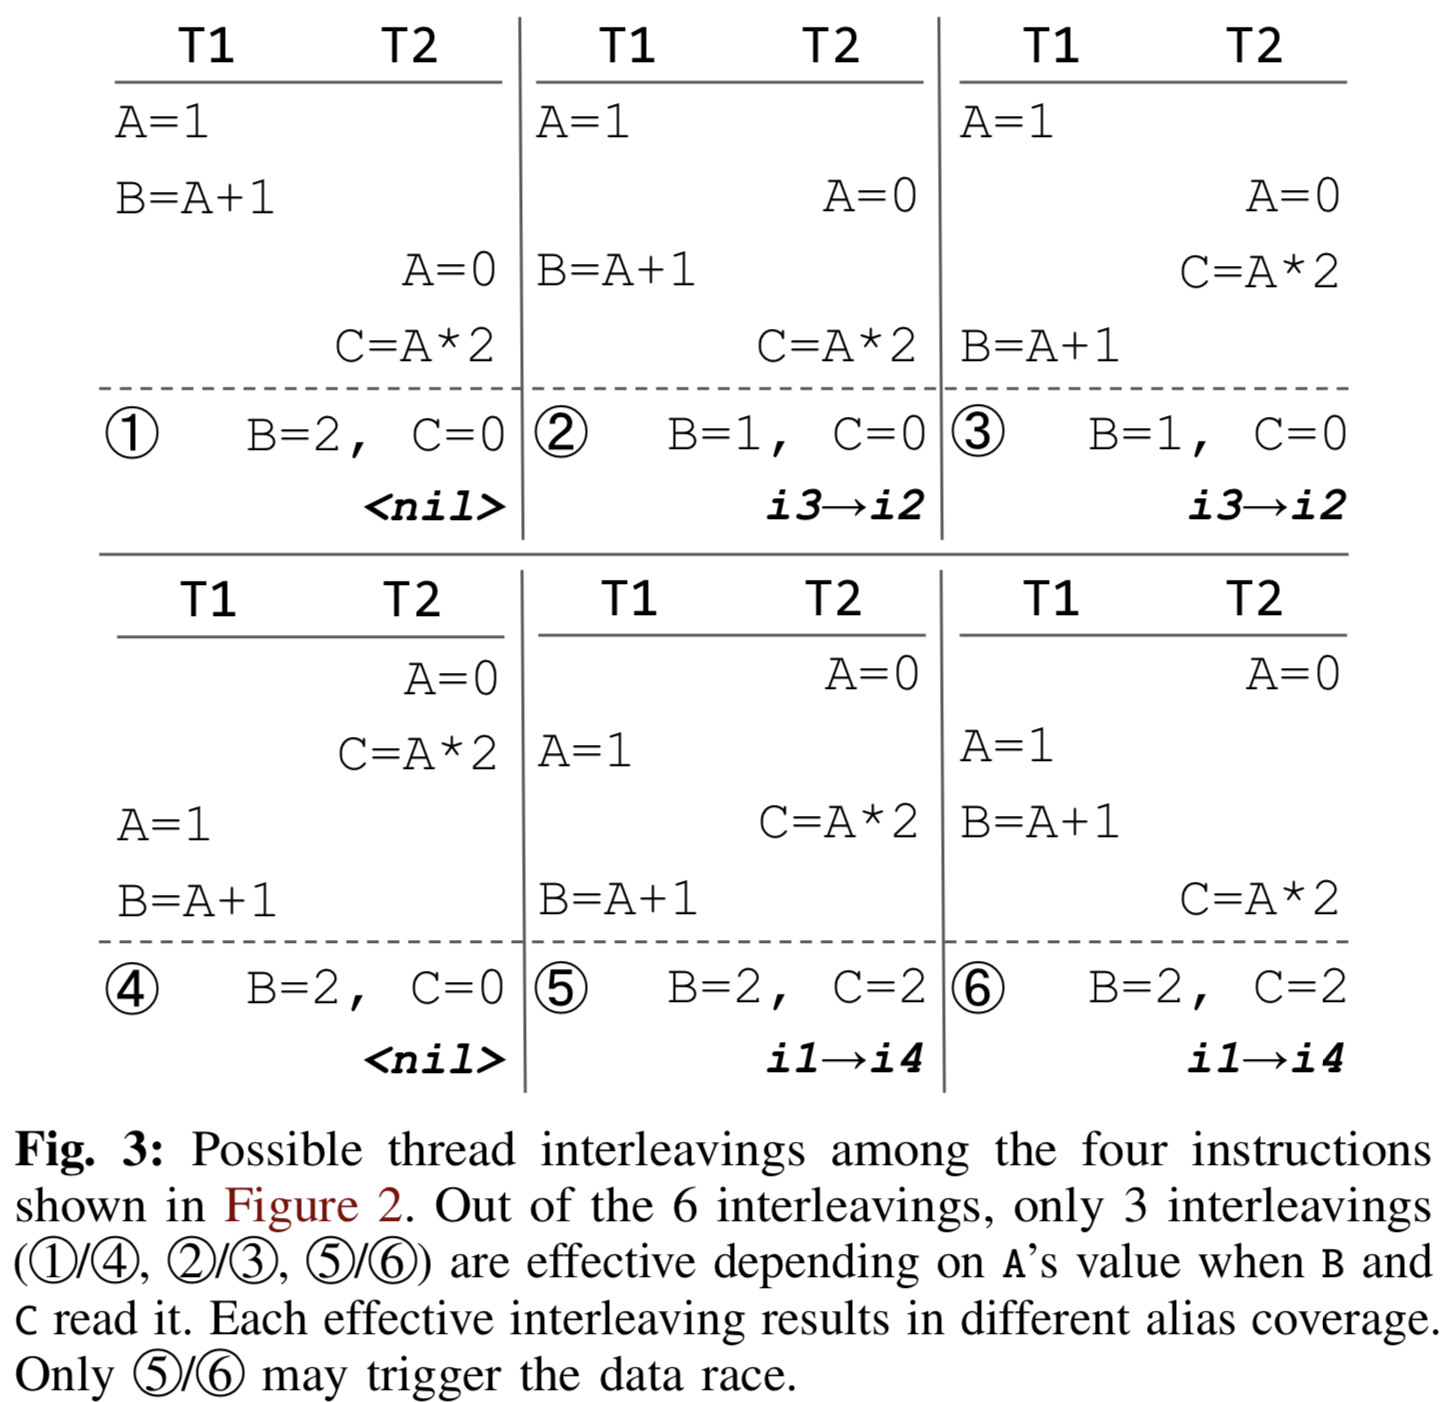 T1 T2 T1 T2 T1 T2
A=1 A=1 A=1
B=A+1 A=0 A=0
A=0 B=A+1 C=A*2
C=A*2 C=A*2 B=A+1
① B=2, C=0 ② B=1, C=0 ③ B=1, C=0
<nil> i3→i2 i3→i2
T1 T2 T1 T2 T1 T2
A=0 A=0 A=0
C=A*2 A=1 A=1
A=1 C=A*2 B=A+1
B=A+1 B=A+1 C=A*2
④ B=2, C=0 ⑤ B=2, C=2 ⑥ B=2, C=2
<nil> i1→i4 i1→i4
Fig. 3: Possible thread interleavings among the four instructions
shown in Figure 2. Out of the 6 interleavings, only 3 interleavings
(①/④, ②/③, ⑤/⑥) are effective depending on A's value when B and
C read it. Each effective interleaving results in different alias coverage.
Only ⑤/⑥ may trigger the data race.